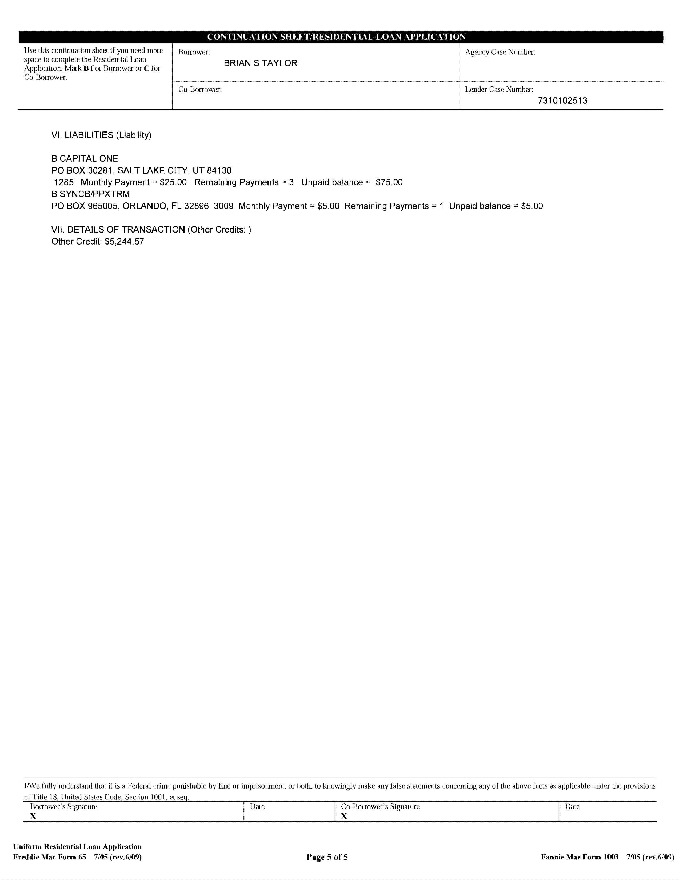 CONTINUATION SHEET/RESIDENTIAL LOAN APPLICATION
Use this continuation sheet if you need more
space to complete the Residential Loan
Application. Mark B for Borrower or C for
Co-Borrower.
Borrower:
BRIAN S TAYLOR
Agency Case Number:
Co-Borrower:
Lender Case Number:
7310102513
VI. LIABILITIES (Liability)
B CAPITAL ONE
PO BOX 30281, SALT LAKE CITY, UT 84130
1285 Monthly Payment = $25.00 Remaining Payments = 3 Unpaid balance = $75.00
B SYNCB/PPXTRM
PO BOX 965005, ORLANDO, FL 32896 3009 Monthly Payment = $5.00 Remaining Payments = 1 Unpaid balance = $5.00
VII. DETAILS OF TRANSACTION (Other Credits: )
Other Credit $5,244.57
I/We fully understand that it is a Federal crime punishable by fine or imprisonment, or both, to knowingly make any false statements concerning any of the above facts as applicable under the provisions
of Title 18, United States Code, Section 1001, et seq.
Borrower's Signature
X
Date
Co-Borrower's Signature
X
Date
Uniform Residential Loan Application
Freddie Mac Form 65 7/05 (rev.6/09)
Page 5 of 5
Fannie Mae Form 1003 7/05 (rev.6/09)